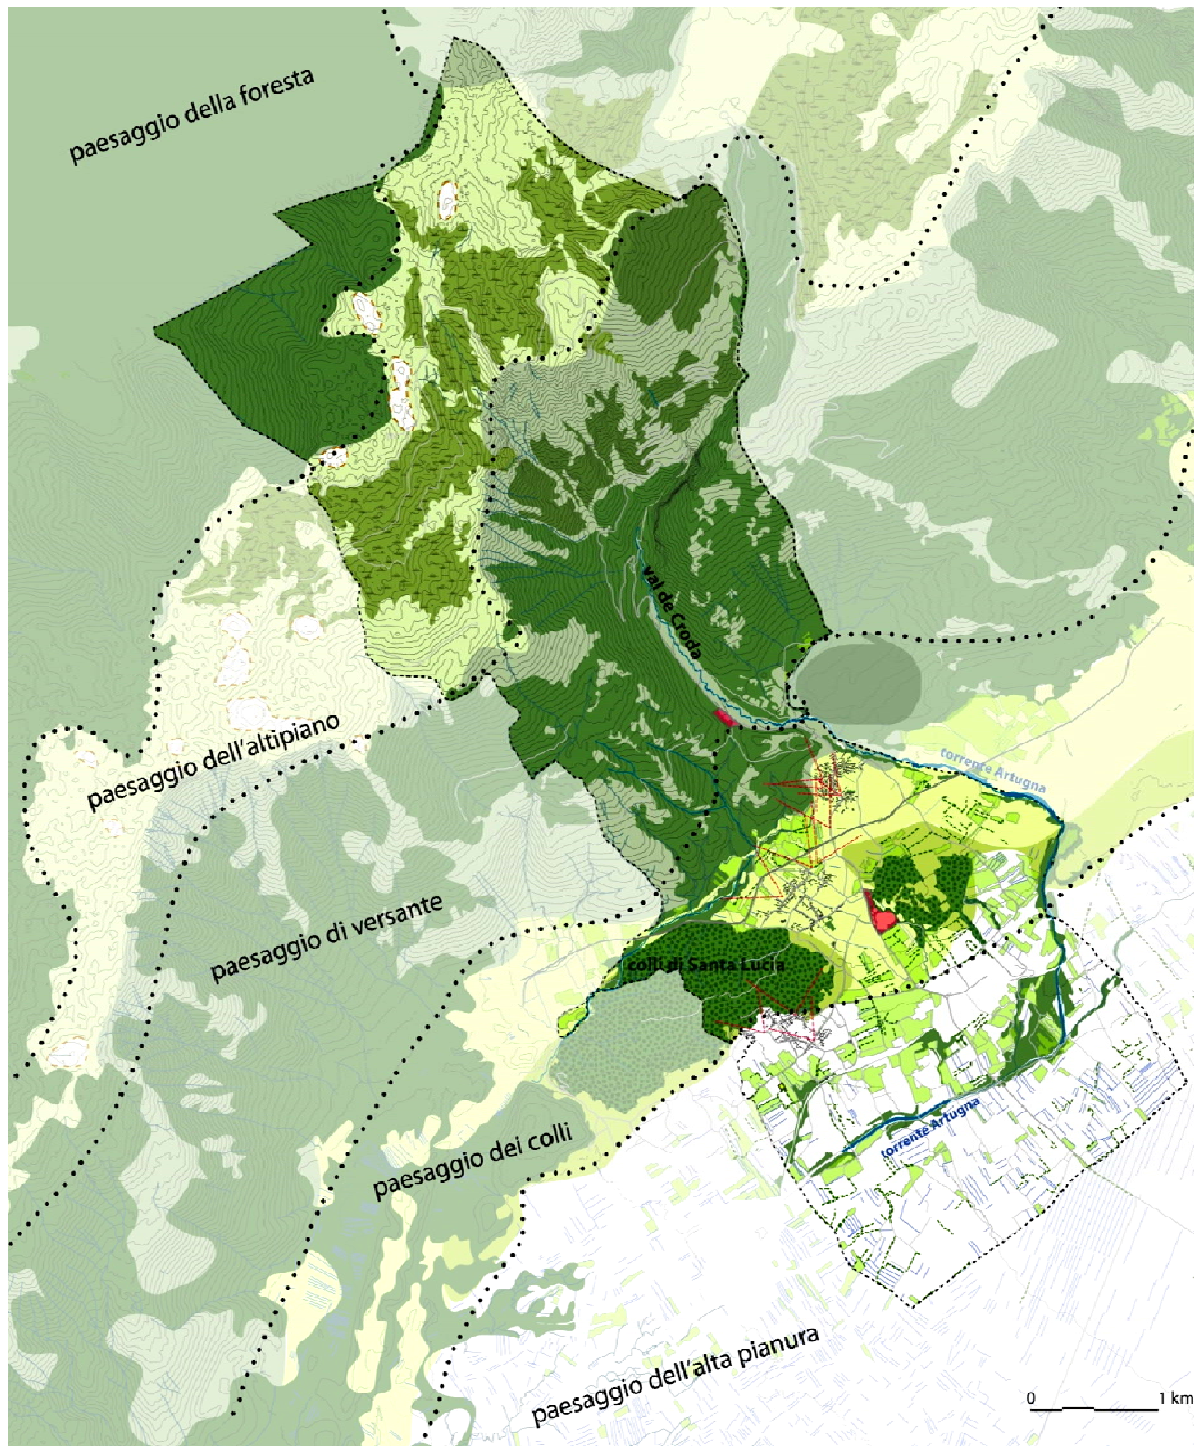 paesaggio della foresta
val de Croda
paesaggio dell'altipiano
torrente Artugna
paesaggio di versante
colli di Santa Lucia
torrente Artugna
paesaggio dei colli
paesaggio dell'alta pianura
0 1 km